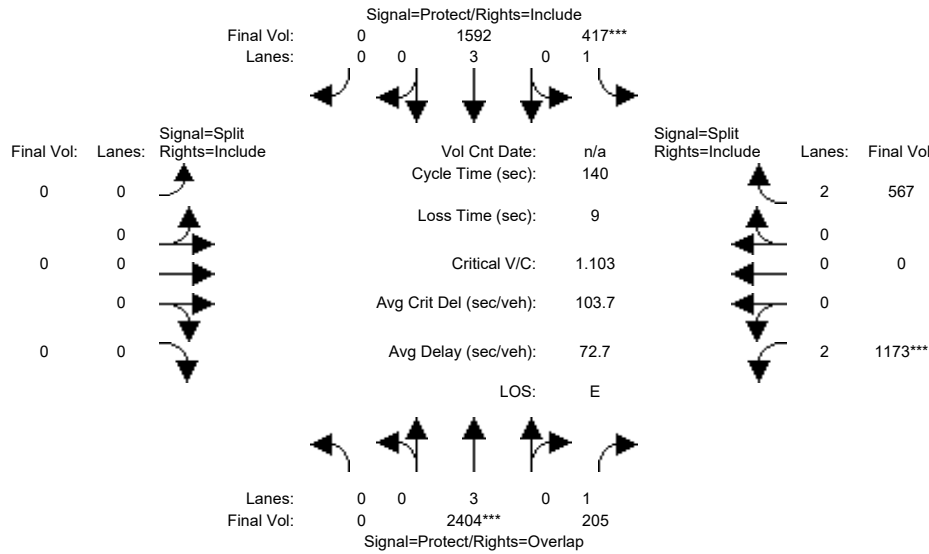 Signal=Protect/Rights=Include
Final Vol: 0 1592 417***
Lanes: 0 0 3 0 1
Signal=Split Signal=Split
Final Vol: Lanes: Rights=Include Vol Cnt Date: n/a Rights=Include Lanes: Final Vol
Cycle Time (sec): 140
0 0 2 567
Loss Time (sec): 9
0 0
0 0 Critical V/C: 1.103 0 0
0 Avg Crit Del (sec/veh): 103.7 0
0 0 Avg Delay (sec/veh): 72.7 2 1173***
LOS: E
Lanes: 0 0 3 0 1
Final Vol: 0 2404*** 205
Signal=Protect/Rights=Overlap